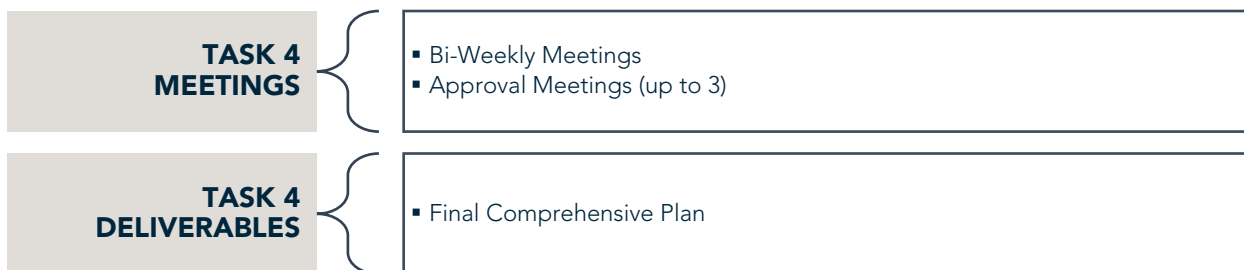 TASK 4
MEETINGS
▪ Bi-Weekly Meetings
▪ Approval Meetings (up to 3)
TASK 4
DELIVERABLES
▪ Final Comprehensive Plan